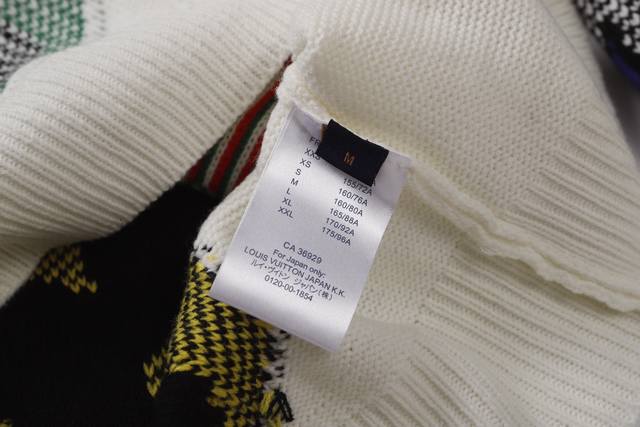 M
FR
XXS
XS 155/72A
S 160/76A
M 160/80A
L 165/88A
XL 170/92A
XXL 175/96A
CA 36929
For Japan only:
LOUIS VUITTON JAPAN K.K.
ルイ・ヴィトン ジャパン(株)
0120-00-1854